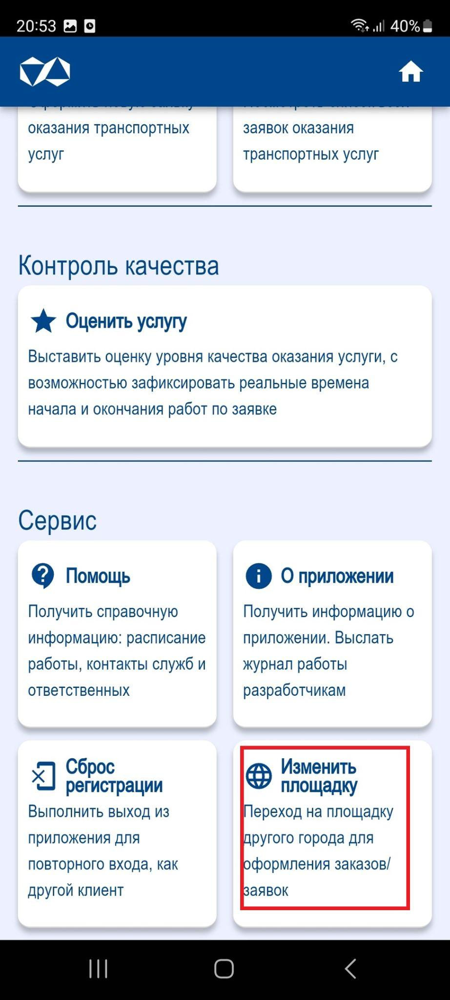 20:53
40%
оказания транспортных
услуг
заявок оказания
транспортных услуг
Контроль качества
Оценить услугу
Выставить оценку уровня качества оказания услуги, с
возможностью зафиксировать реальные времена
начала и окончания работ по заявке
Сервис
Помощь
Получить справочную
информацию: расписание
работы, контакты служб и
ответственных
О приложении
Получить информацию о
приложении. Выслать
журнал работы
разработчикам
Сброс
регистрации
Выполнить выход из
приложения для
повторного входа, как
другой клиент
Изменить
площадку
Переход на площадку
другого города для
оформления заказов/
заявок